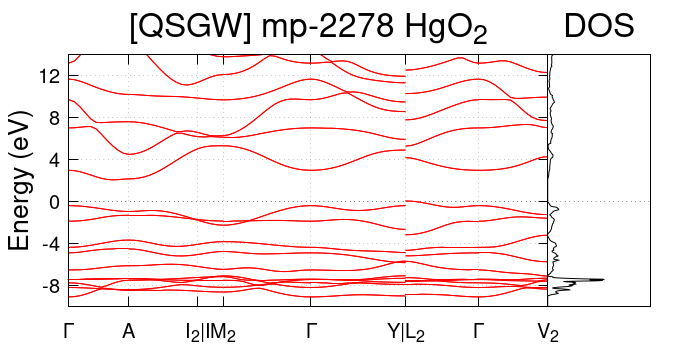 [QSGW] mp-2278 HgO₂ DOS
Energy (eV)
12
8
4
0
-4
-8
Γ A I₂|IM₂ Γ Y|L₂ Γ V₂